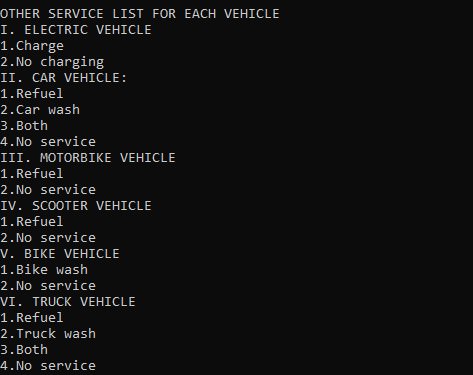 OTHER SERVICE LIST FOR EACH VEHICLE
I. ELECTRIC VEHICLE
1.Charge
2.No charging
II. CAR VEHICLE:
1.Refuel
2.Car wash
3.Both
4.No service
III. MOTORBIKE VEHICLE
1.Refuel
2.No service
IV. SCOOTER VEHICLE
1.Refuel
2.No service
V. BIKE VEHICLE
1.Bike wash
2.No service
VI. TRUCK VEHICLE
1.Refuel
2.Truck wash
3.Both
4.No service